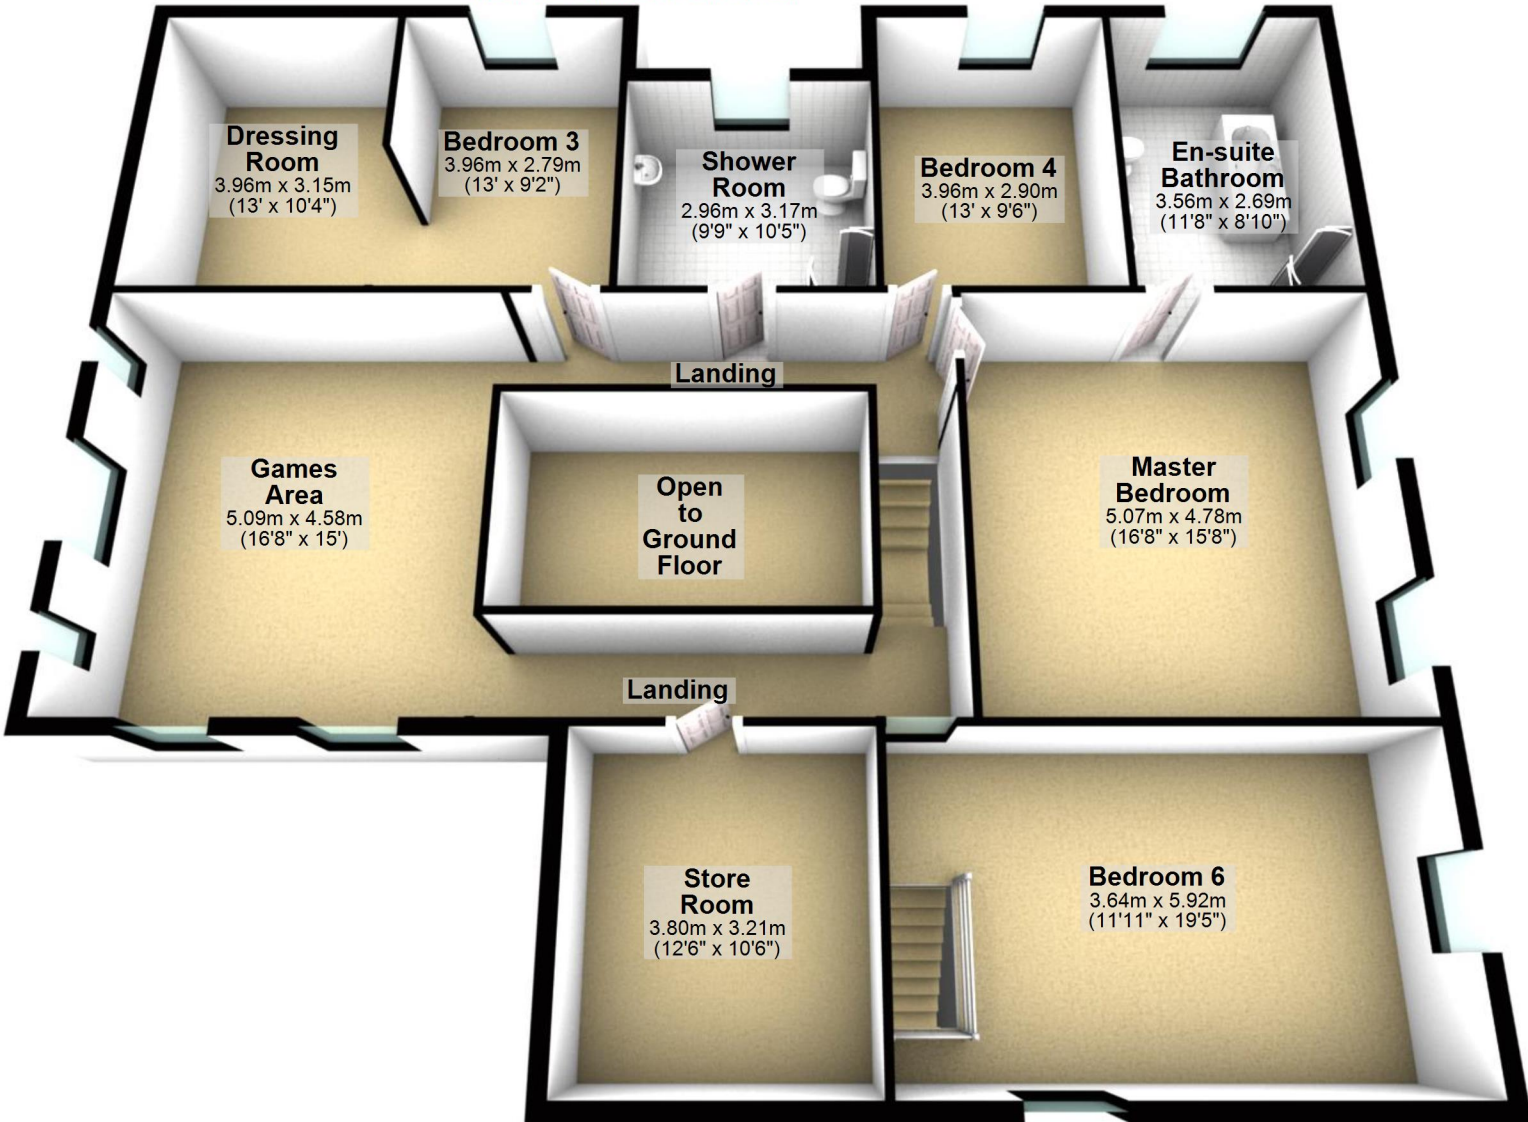 Dressing
Room
3.96m x 3.15m
(13' x 10'4")
Bedroom 3
3.96m x 2.79m
(13' x 9'2")
Shower
Room
2.96m x 3.17m
(9'9" x 10'5")
Bedroom 4
3.96m x 2.90m
(13' x 9'6")
En-suite
Bathroom
3.56m x 2.69m
(11'8" x 8'10")
Landing
Games
Area
5.09m x 4.58m
(16'8" x 15')
Open
to
Ground
Floor
Master
Bedroom
5.07m x 4.78m
(16'8" x 15'8")
Landing
Store
Room
3.80m x 3.21m
(12'6" x 10'6")
Bedroom 6
3.64m x 5.92m
(11'11" x 19'5")